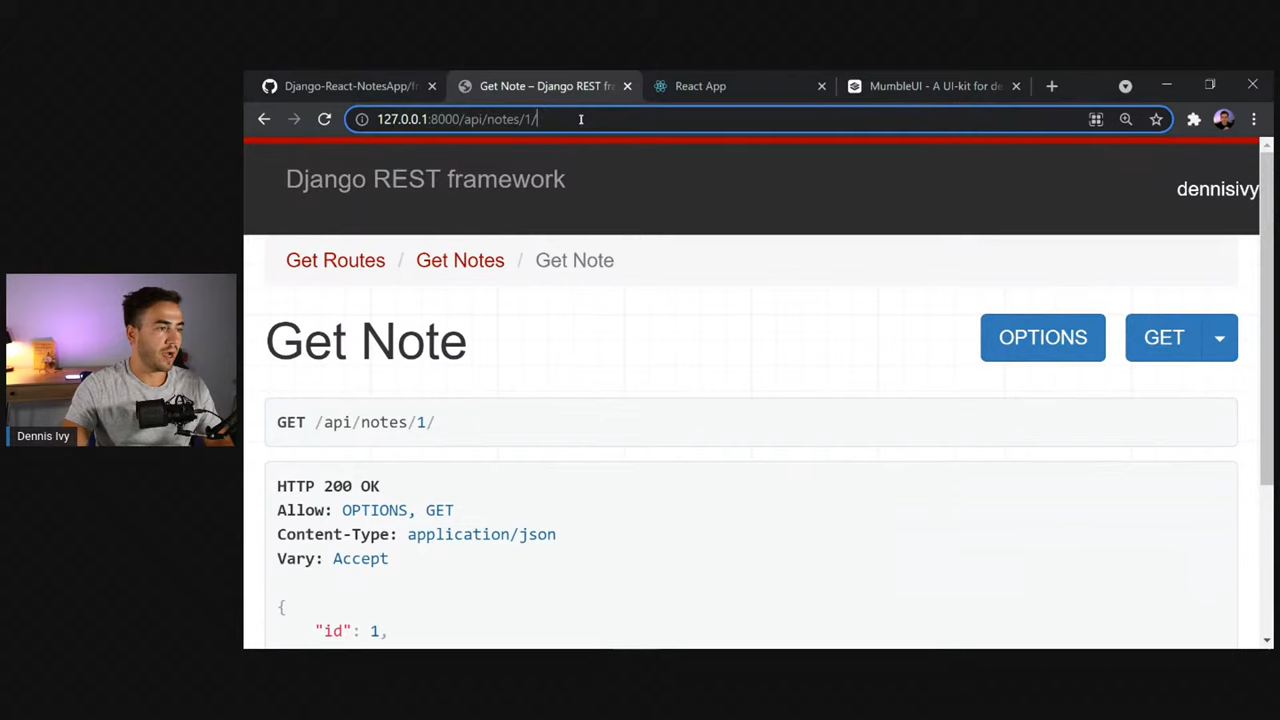 Django-React-NotesApp/fr
Get Note – Django REST fr
React App
MumbleUI - A UI-kit for de
127.0.0.1:8000/api/notes/1/
Django REST framework
dennisivy
Get Routes / Get Notes / Get Note
Get Note
OPTIONS
GET
GET /api/notes/1/
HTTP 200 OK
Allow: OPTIONS, GET
Content-Type: application/json
Vary: Accept
{
"id": 1,
Dennis Ivy